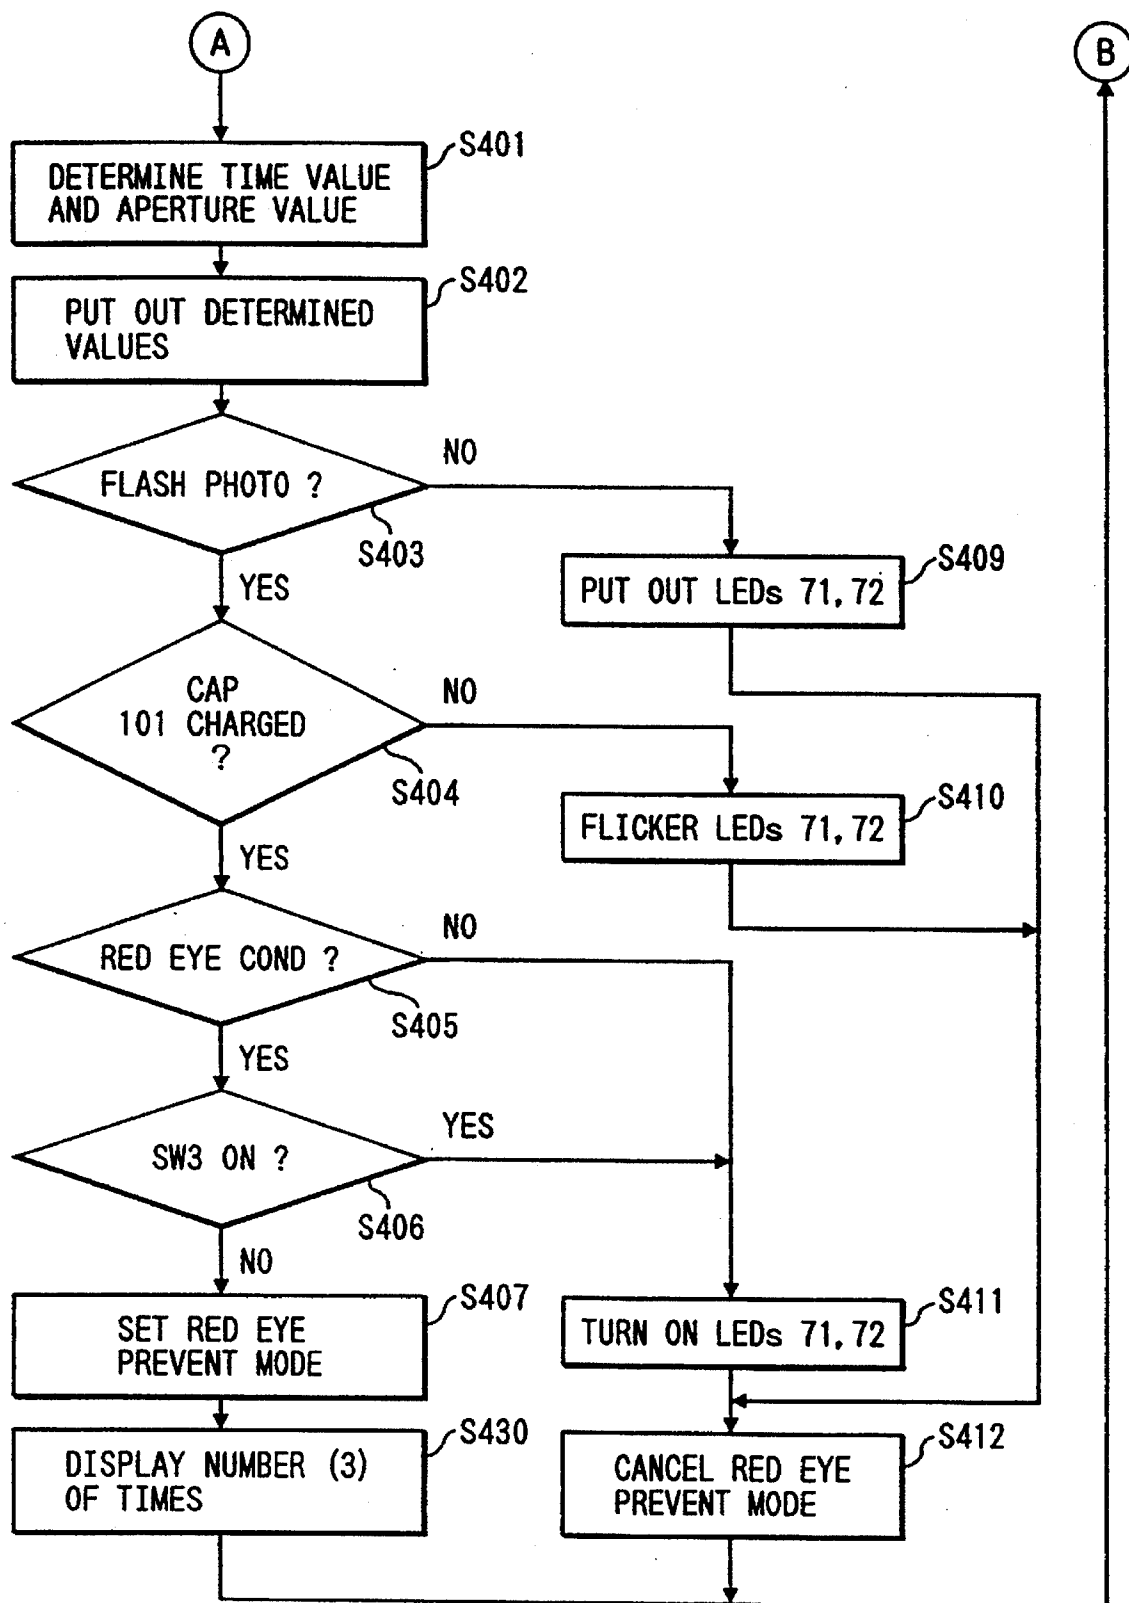 A
B
S401
DETERMINE TIME VALUE
AND APERTURE VALUE
S402
PUT OUT DETERMINED
VALUES
FLASH PHOTO ?
NO
S403
YES
S409
PUT OUT LEDs 71,72
CAP
101 CHARGED
?
NO
S404
YES
S410
FLICKER LEDs 71,72
RED EYE COND ?
NO
S405
YES
SW3 ON ?
YES
S406
NO
S407
SET RED EYE
PREVENT MODE
S411
TURN ON LEDs 71,72
S430
DISPLAY NUMBER (3)
OF TIMES
S412
CANCEL RED EYE
PREVENT MODE